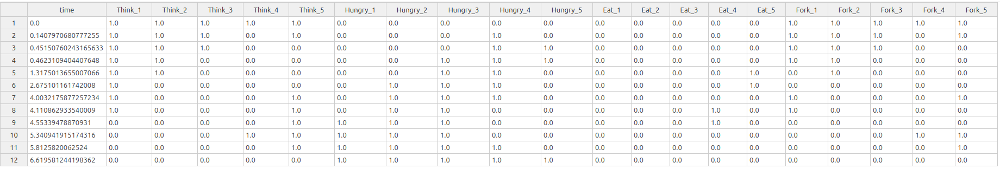 time Think_1 Think_2 Think_3 Think_4 Think_5 Hungry_1 Hungry_2 Hungry_3 Hungry_4 Hungry_5 Eat_1 Eat_2 Eat_3 Eat_4 Eat_5 Fork_1 Fork_2 Fork_3 Fork_4 Fork_5
1 0.0 1.0 1.0 1.0 1.0 1.0 0.0 0.0 0.0 0.0 0.0 0.0 0.0 0.0 0.0 0.0 1.0 1.0 1.0 1.0 1.0
2 0.1407970680777255 1.0 1.0 1.0 0.0 1.0 0.0 0.0 0.0 1.0 0.0 0.0 0.0 0.0 0.0 0.0 1.0 1.0 1.0 0.0 1.0
3 0.45150760243165633 1.0 1.0 1.0 0.0 0.0 0.0 0.0 0.0 1.0 1.0 0.0 0.0 0.0 0.0 0.0 1.0 1.0 1.0 0.0 0.0
4 0.4623109404407648 1.0 1.0 0.0 0.0 0.0 0.0 0.0 1.0 1.0 1.0 0.0 0.0 0.0 0.0 0.0 1.0 1.0 0.0 0.0 0.0
5 1.3175013655007066 1.0 1.0 0.0 0.0 0.0 0.0 0.0 1.0 1.0 0.0 0.0 0.0 0.0 0.0 1.0 0.0 1.0 0.0 0.0 0.0
6 2.675101161742008 1.0 0.0 0.0 0.0 0.0 0.0 1.0 1.0 1.0 0.0 0.0 0.0 0.0 0.0 1.0 0.0 0.0 0.0 0.0 0.0
7 4.0032175877257234 1.0 0.0 0.0 0.0 1.0 0.0 1.0 1.0 1.0 0.0 0.0 0.0 0.0 0.0 0.0 1.0 0.0 0.0 0.0 1.0
8 4.110862933540009 1.0 0.0 0.0 0.0 1.0 0.0 1.0 1.0 0.0 0.0 0.0 0.0 0.0 1.0 0.0 1.0 0.0 0.0 0.0 0.0
9 4.55339478870931 0.0 0.0 0.0 0.0 1.0 1.0 1.0 1.0 0.0 0.0 0.0 0.0 0.0 1.0 0.0 0.0 0.0 0.0 0.0 0.0
10 5.340941915174316 0.0 0.0 0.0 1.0 1.0 1.0 1.0 1.0 0.0 0.0 0.0 0.0 0.0 0.0 0.0 0.0 0.0 0.0 1.0 1.0
11 5.8125820062524 0.0 0.0 0.0 0.0 1.0 1.0 1.0 1.0 1.0 0.0 0.0 0.0 0.0 0.0 0.0 0.0 0.0 0.0 0.0 1.0
12 6.619581244198362 0.0 0.0 0.0 0.0 0.0 1.0 1.0 1.0 1.0 1.0 0.0 0.0 0.0 0.0 0.0 0.0 0.0 0.0 0.0 0.0